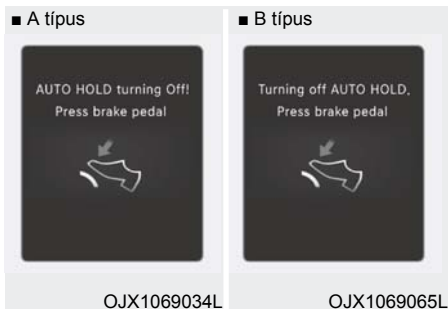 ■ A típus
AUTO HOLD turning Off!
Press brake pedal
OJX1069034L
■ B típus
Turning off AUTO HOLD,
Press brake pedal
OJX1069065L